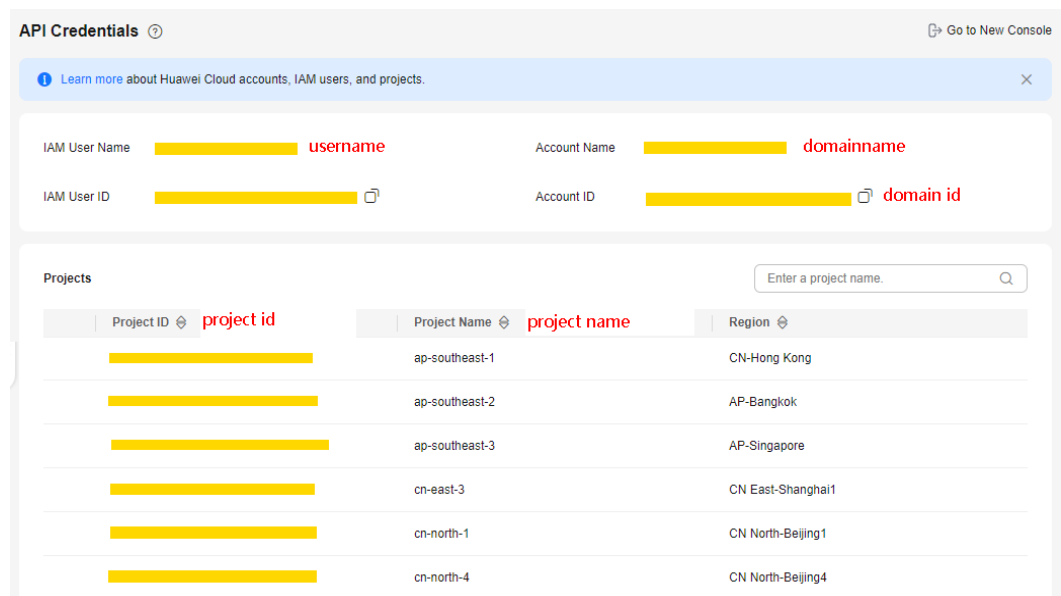 API Credentials ?
Go to New Console
Learn more about Huawei Cloud accounts, IAM users, and projects.
IAM User Name username Account Name domainname
IAM User ID Account ID domain id
Projects Enter a project name.
Project ID project id Project Name project name Region
ap-southeast-1 CN-Hong Kong
ap-southeast-2 AP-Bangkok
ap-southeast-3 AP-Singapore
cn-east-3 CN East-Shanghai1
cn-north-1 CN North-Beijing1
cn-north-4 CN North-Beijing4